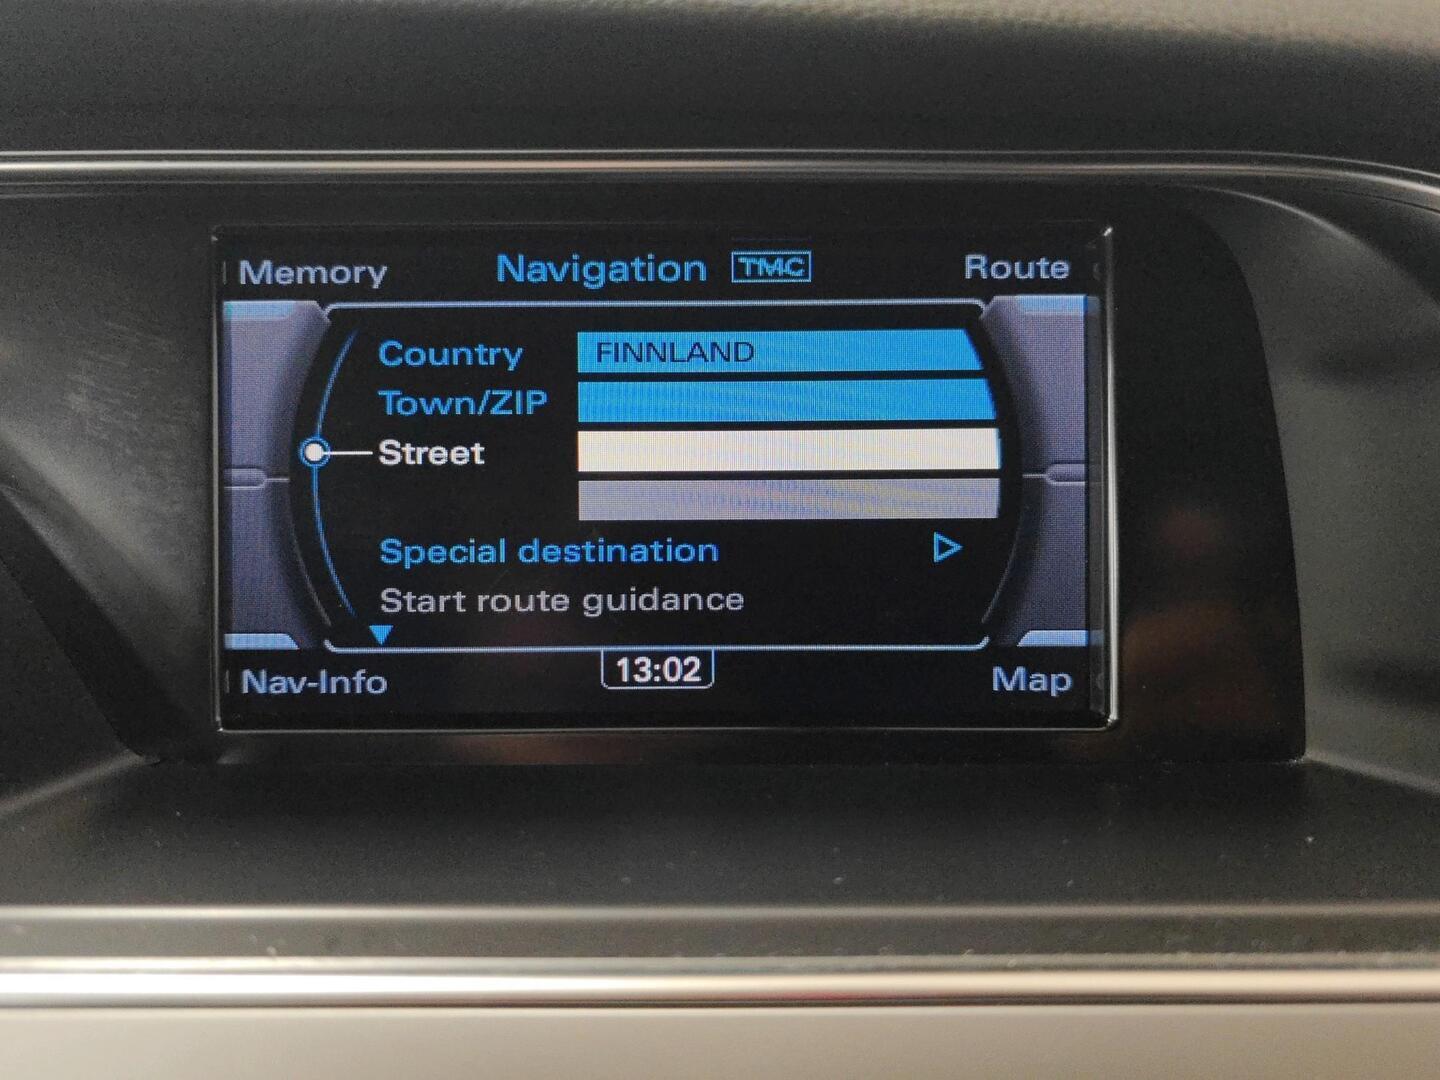 Memory Navigation TMC Route
Country FINNLAND
Town/ZIP
Street
Special destination
Start route guidance
Nav-Info 13:02 Map